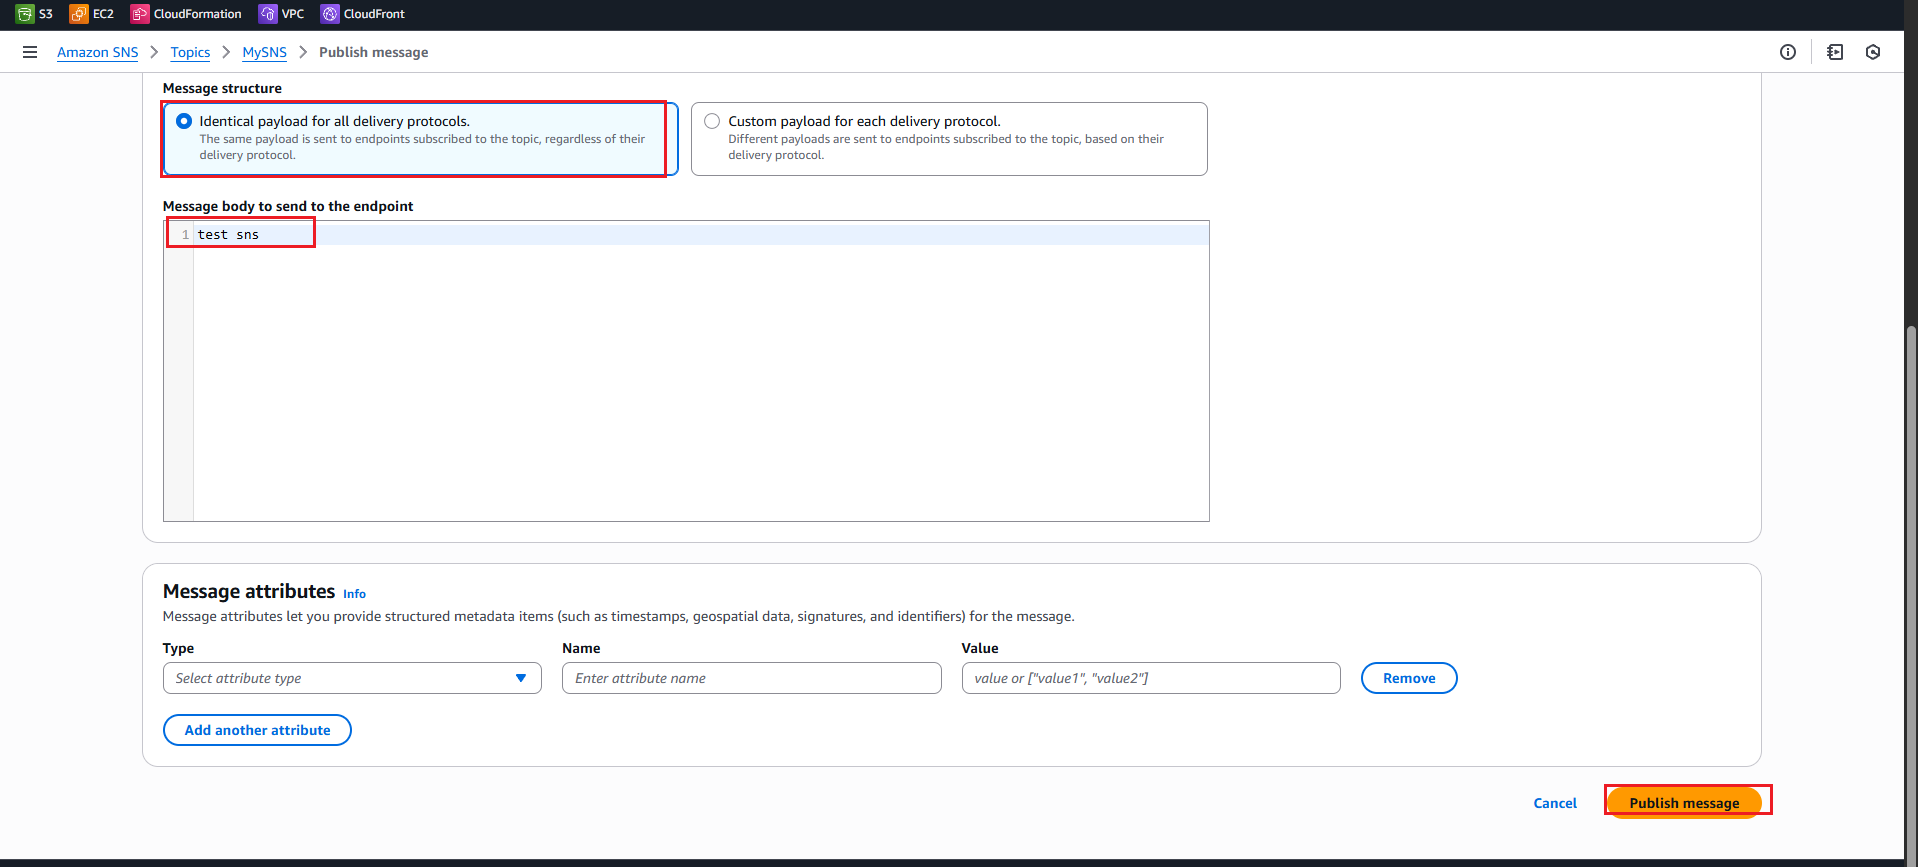 S3 EC2 CloudFormation VPC CloudFront
Amazon SNS Topics MySNS Publish message
Message structure
Identical payload for all delivery protocols.
The same payload is sent to endpoints subscribed to the topic, regardless of their
delivery protocol.
Custom payload for each delivery protocol.
Different payloads are sent to endpoints subscribed to the topic, based on their
delivery protocol.
Message body to send to the endpoint
1 test sns
Message attributes Info
Message attributes let you provide structured metadata items (such as timestamps, geospatial data, signatures, and identifiers) for the message.
Type Name Value
Select attribute type Enter attribute name value or ["value1", "value2"] Remove
Add another attribute
Cancel Publish message